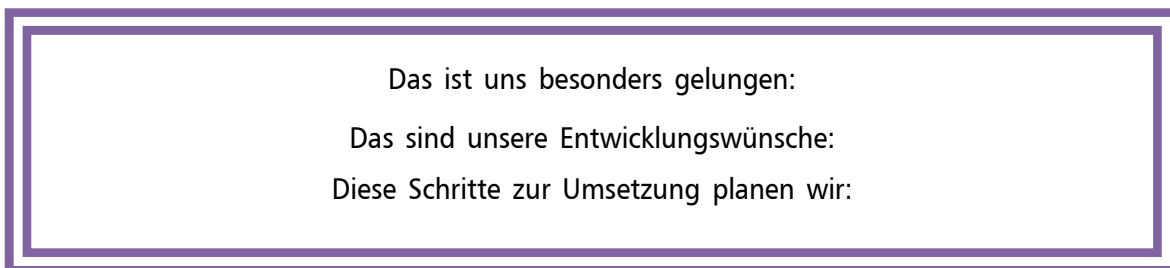 Das ist uns besonders gelungen:
Das sind unsere Entwicklungswünsche:
Diese Schritte zur Umsetzung planen wir: